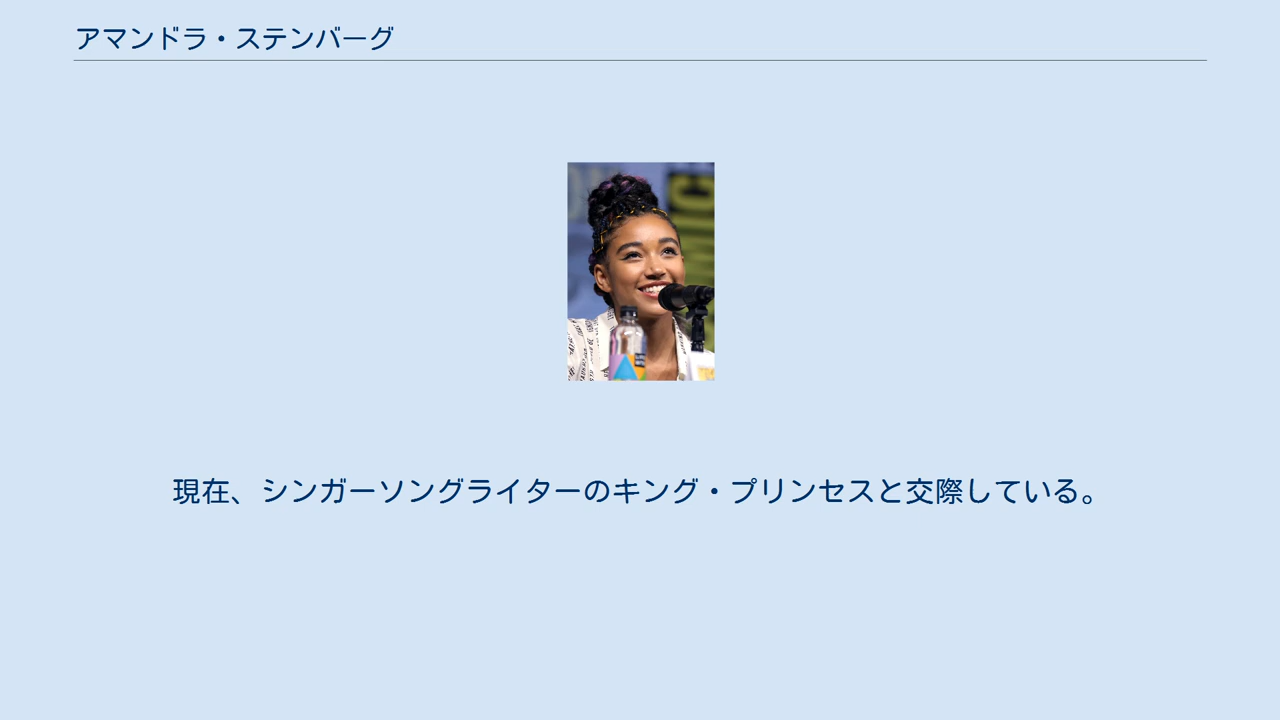 アマンドラ・ステンバーグ
現在、シンガーソングライターのキング・プリンセスと交際している。